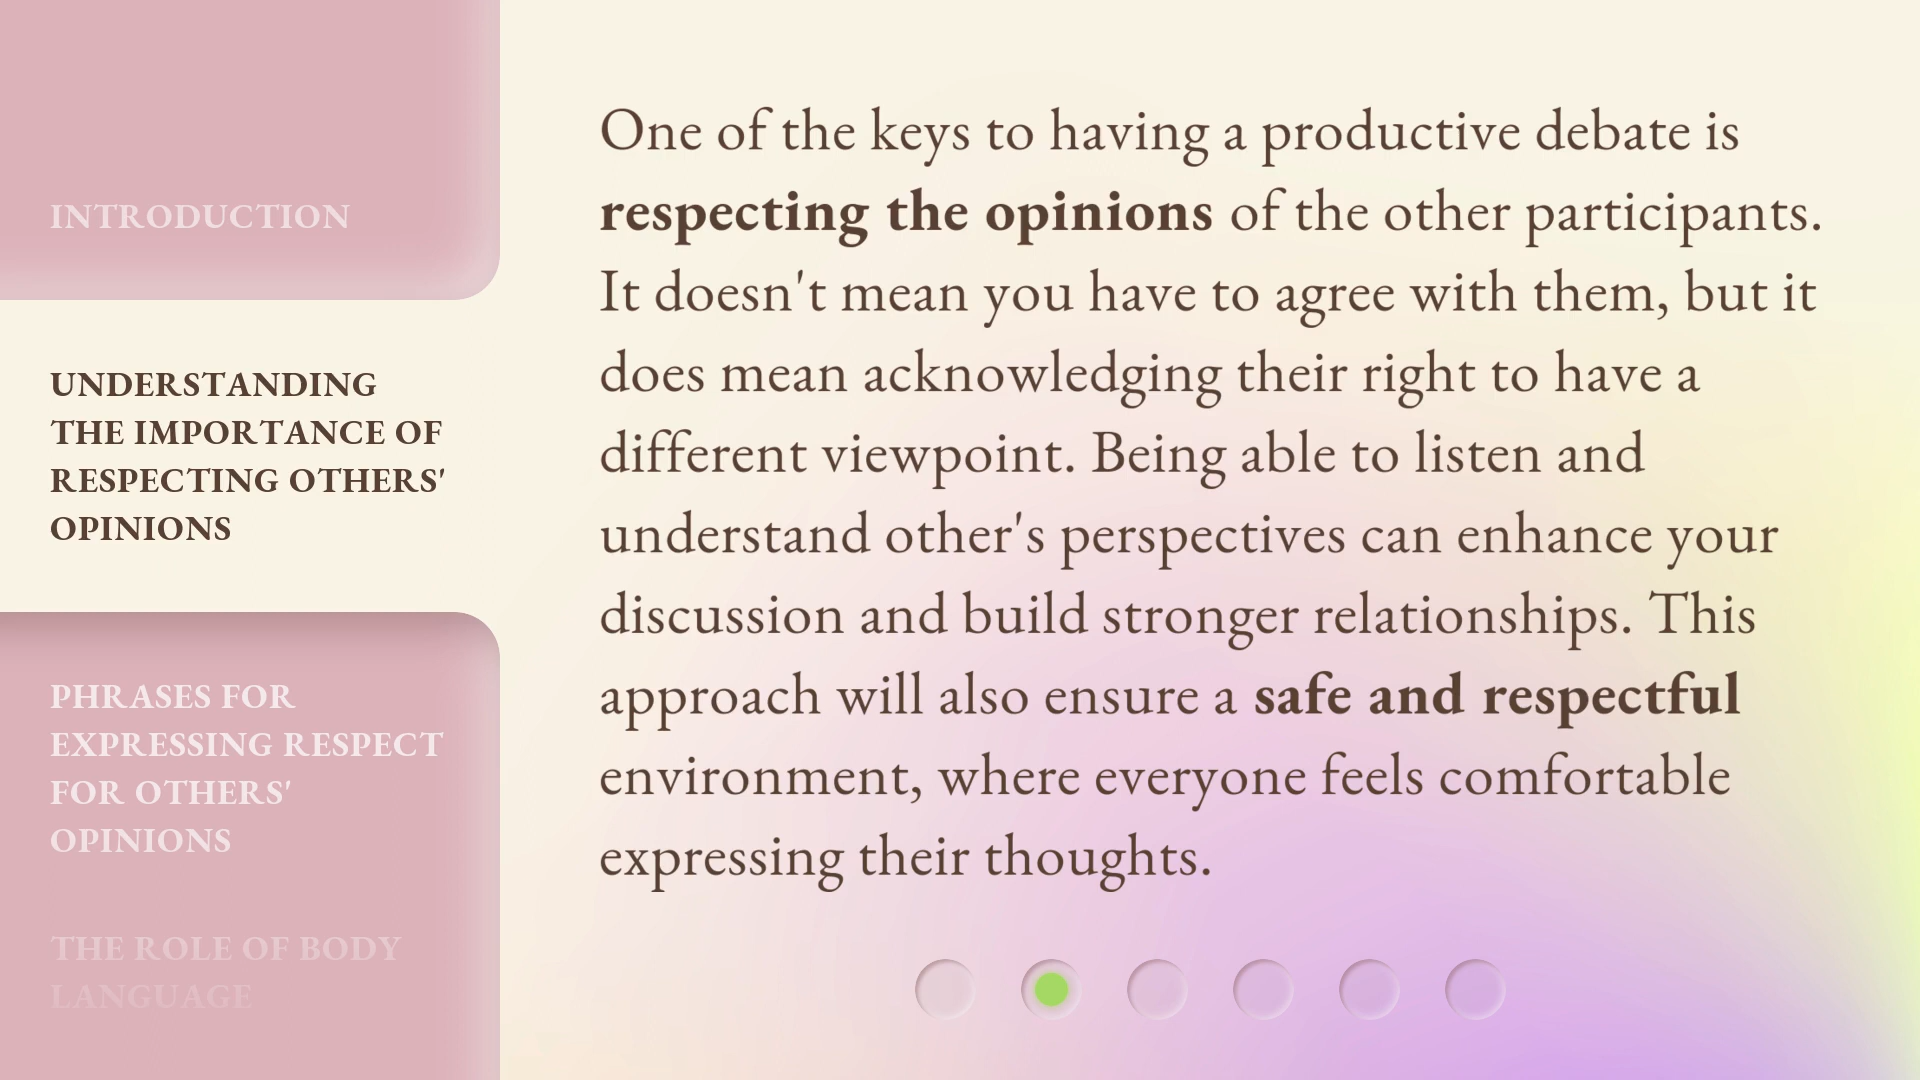 INTRODUCTION
UNDERSTANDING
THE IMPORTANCE OF
RESPECTING OTHERS'
OPINIONS
PHRASES FOR
EXPRESSING RESPECT
FOR OTHERS'
OPINIONS
THE ROLE OF BODY
LANGUAGE
One of the keys to having a productive debate is
respecting the opinions of the other participants.
It doesn't mean you have to agree with them, but it
does mean acknowledging their right to have a
different viewpoint. Being able to listen and
understand other's perspectives can enhance your
discussion and build stronger relationships. This
approach will also ensure a safe and respectful
environment, where everyone feels comfortable
expressing their thoughts.